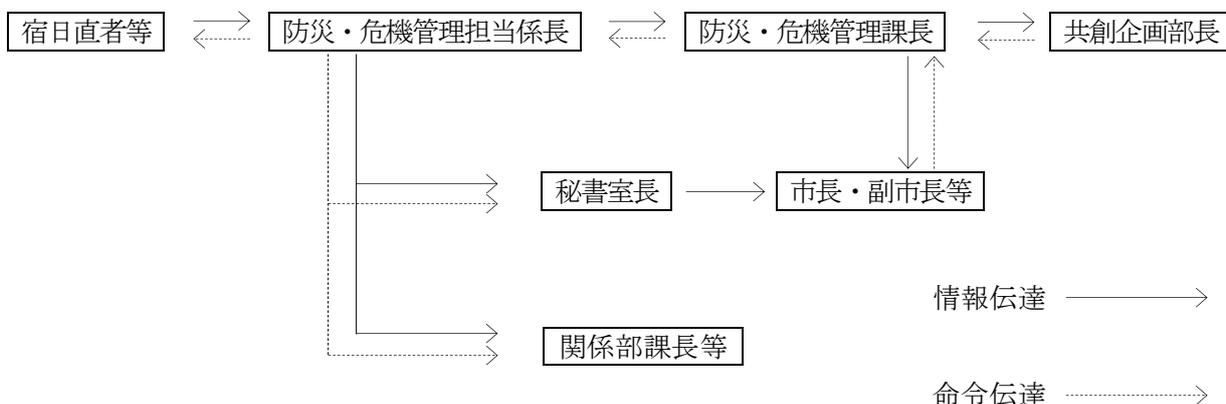 宿日直者等
防災・危機管理担当係長
防災・危機管理課長
共創企画部長
秘書室長
市長・副市長等
情報伝達
関係部課長等
命令伝達